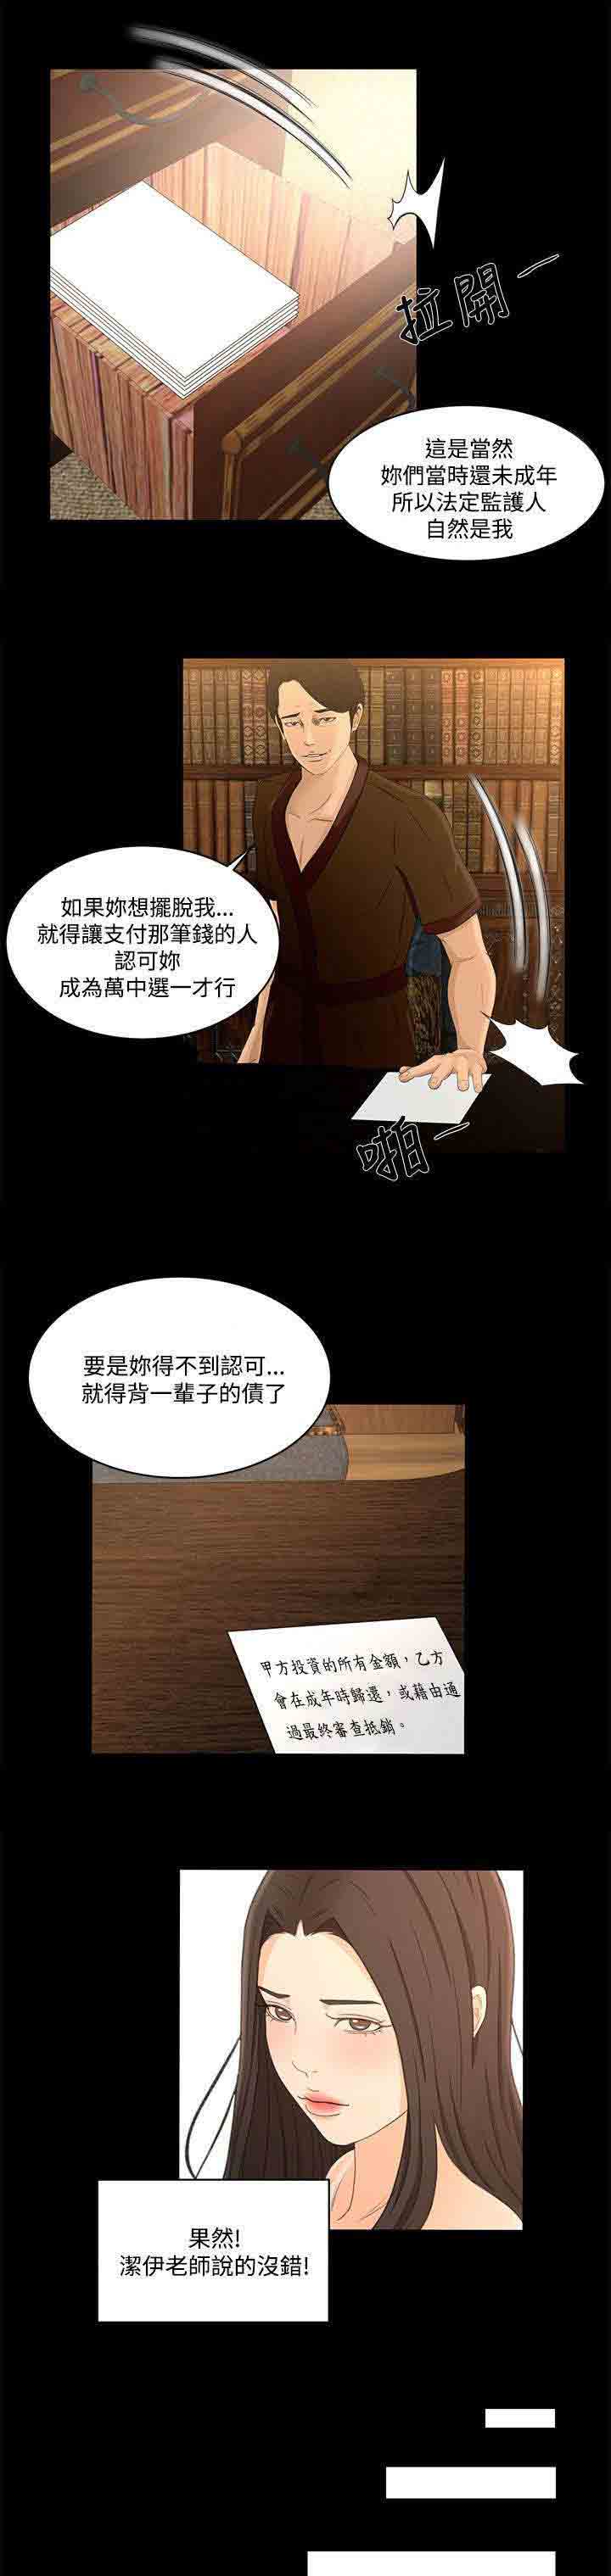 拉開
這是當然
妳們當時還未成年
所以法定監護人
自然是我
如果妳想擺脫我...
就得讓支付那筆錢的人
認可妳
成為萬中選一才行
啪
要是妳得不到認可...
就得背一輩子的債了
甲方投資的所有金額，乙方
會在成年時歸還，或藉由通
過最終審查抵銷。
果然!
潔伊老師說的沒錯!